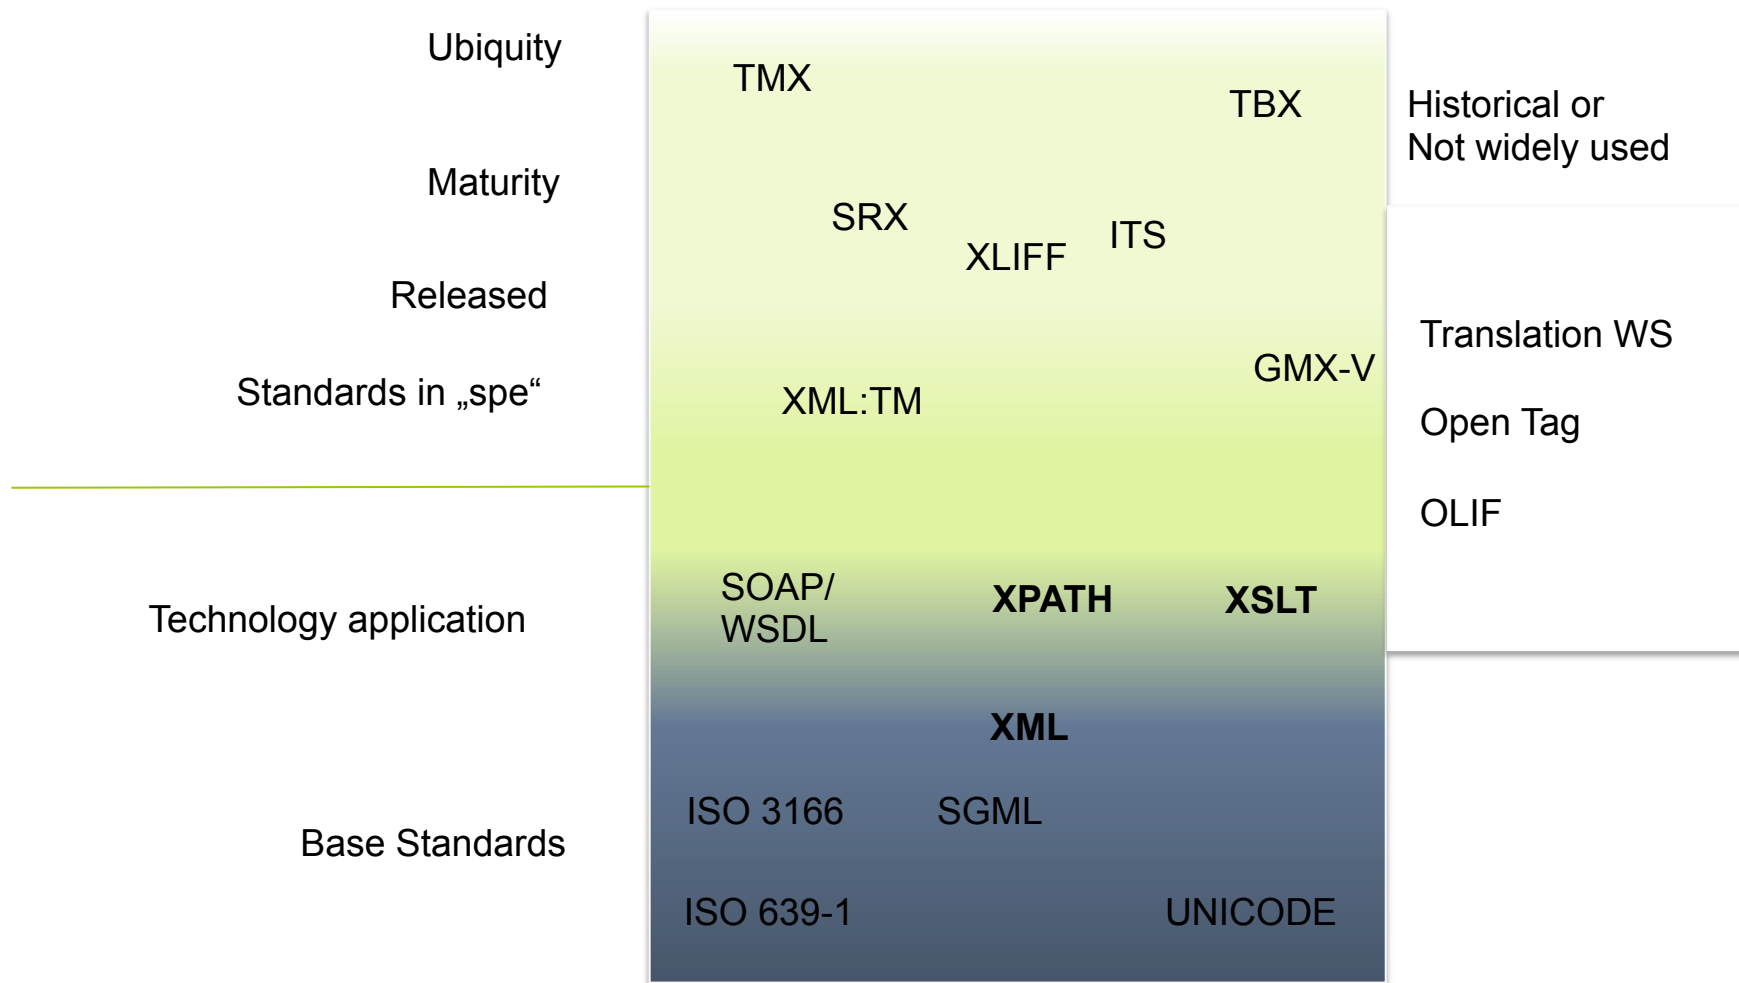 Ubiquity
TMX
TBX
Historical or
Not widely used
Maturity
SRX
XLIFF
ITS
Released
Translation WS
GMX-V
Standards in „spe“
XML:TM
Open Tag
OLIF
SOAP/
WSDL
XPATH
XSLT
Technology application
XML
ISO 3166
SGML
Base Standards
ISO 639-1
UNICODE